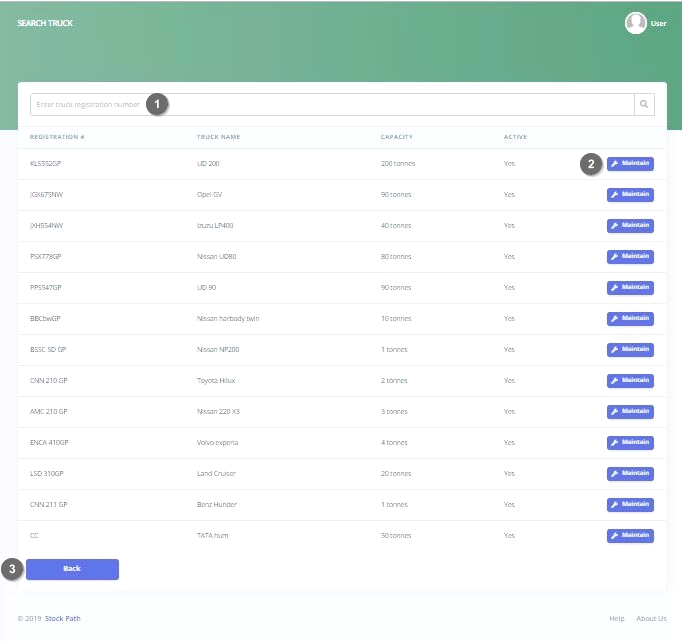 SEARCH TRUCK User
Enter truck registration number 1
REGISTRATION # TRUCK NAME CAPACITY ACTIVE
KLS352GP UD 200 200 tonnes Yes 2 Maintain
JGX675NW Opel GV 90 tonnes Yes Maintain
JXH554NW Izuzu LP400 40 tonnes Yes Maintain
PSX778GP Nissan UD80 80 tonnes Yes Maintain
PPS547GP UD 90 90 tonnes Yes Maintain
BBCbwGP Nissan harbody twin 10 tonnes Yes Maintain
BSSC SD GP Nissan NP200 1 tonnes Yes Maintain
CNN 210 GP Toyota Hilux 2 tonnes Yes Maintain
AMC 210 GP Nissan 220 X3 3 tonnes Yes Maintain
ENCA 410GP Volvo experia 4 tonnes Yes Maintain
LSD 310GP Land Cruiser 20 tonnes Yes Maintain
CNN 211 GP Benz Hunder 1 tonnes Yes Maintain
CC TATA hum 50 tonnes Yes Maintain
3 Back
© 2019 Stock Path Help About Us